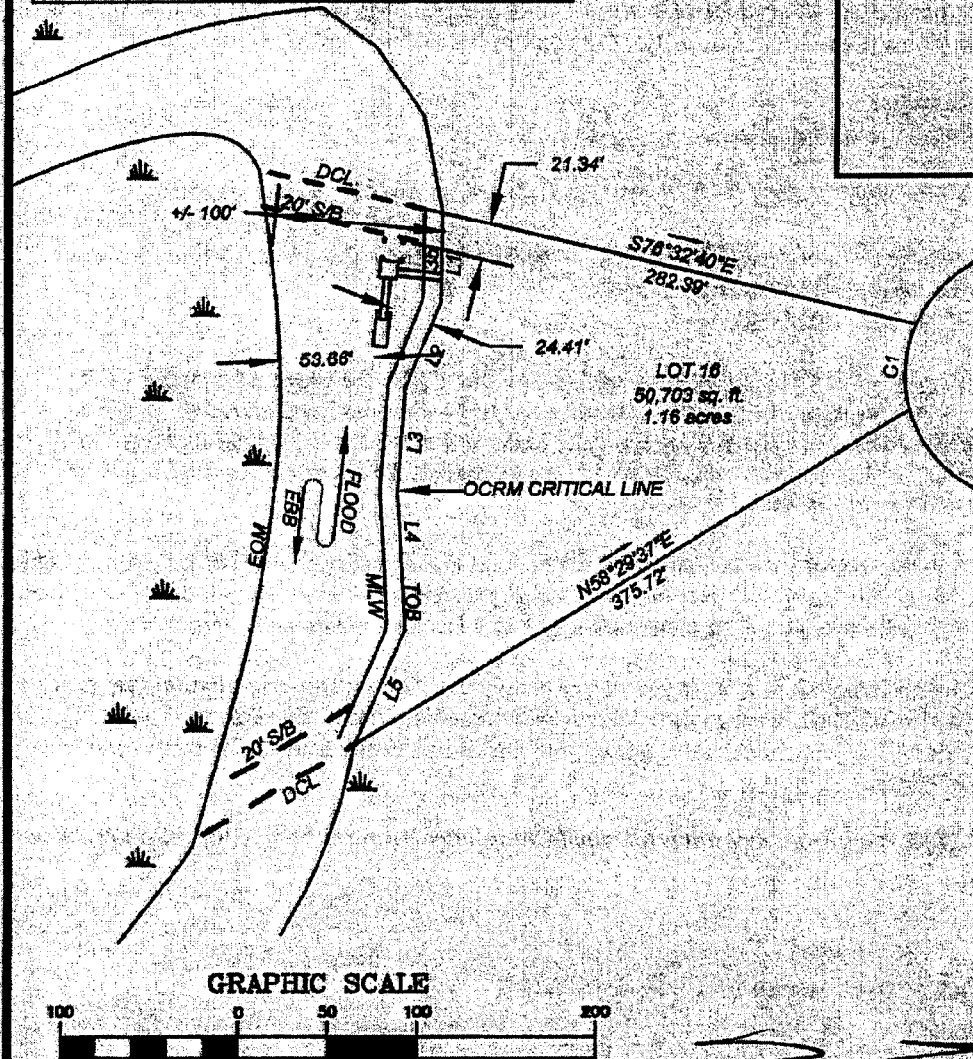 DCL
21.34'
+/- 100'
20' S/B
S76°32'40"E
282.39'
L1
24.41'
53.66'
L2
LOT 16
50,703 sq. ft.
1.16 acres
C1
L3
FLOOD
EBB
OCRM CRITICAL LINE
EOM
L4
MLW
TOB
N58°29'37"E
375.72'
L5
20' S/B
DCL
GRAPHIC SCALE
100 0 50 100 200